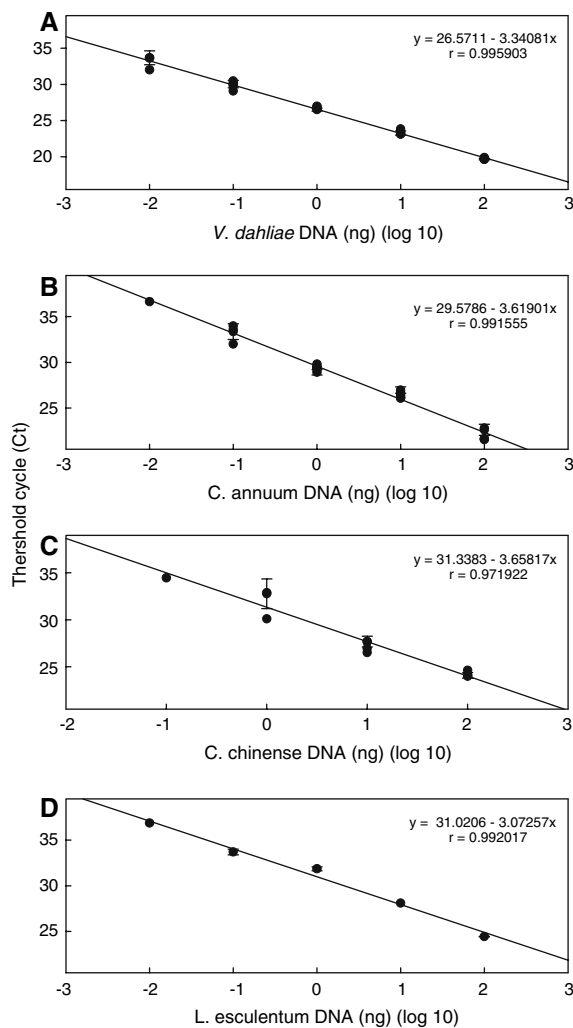 A
y = 26.5711 - 3.34081x
r = 0.995903
35
30
25
20
-3 -2 -1 0 1 2 3
V. dahliae DNA (ng) (log 10)
B
y = 29.5786 - 3.61901x
r = 0.991555
35
30
25
-3 -2 -1 0 1 2 3
C. annuum DNA (ng) (log 10)
Thershold cycle (Ct)
C
y = 31.3383 - 3.65817x
r = 0.971922
35
30
25
-2 -1 0 1 2 3
C. chinense DNA (ng) (log 10)
D
y = 31.0206 - 3.07257x
r = 0.992017
35
30
25
-3 -2 -1 0 1 2 3
L. esculentum DNA (ng) (log 10)